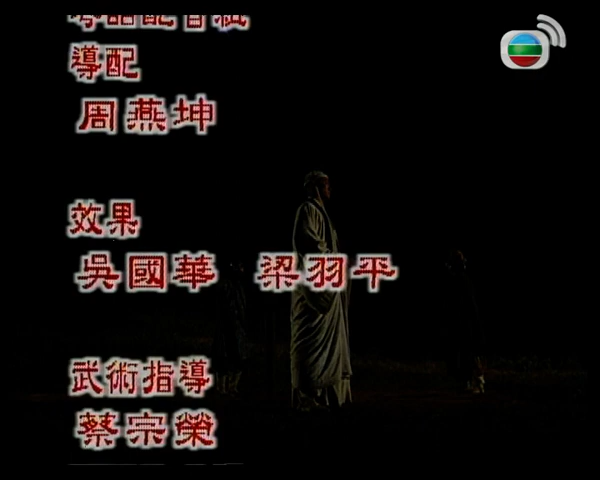 導配
周燕坤
效果
吳國華 梁羽平
武術指導
蔡宗榮